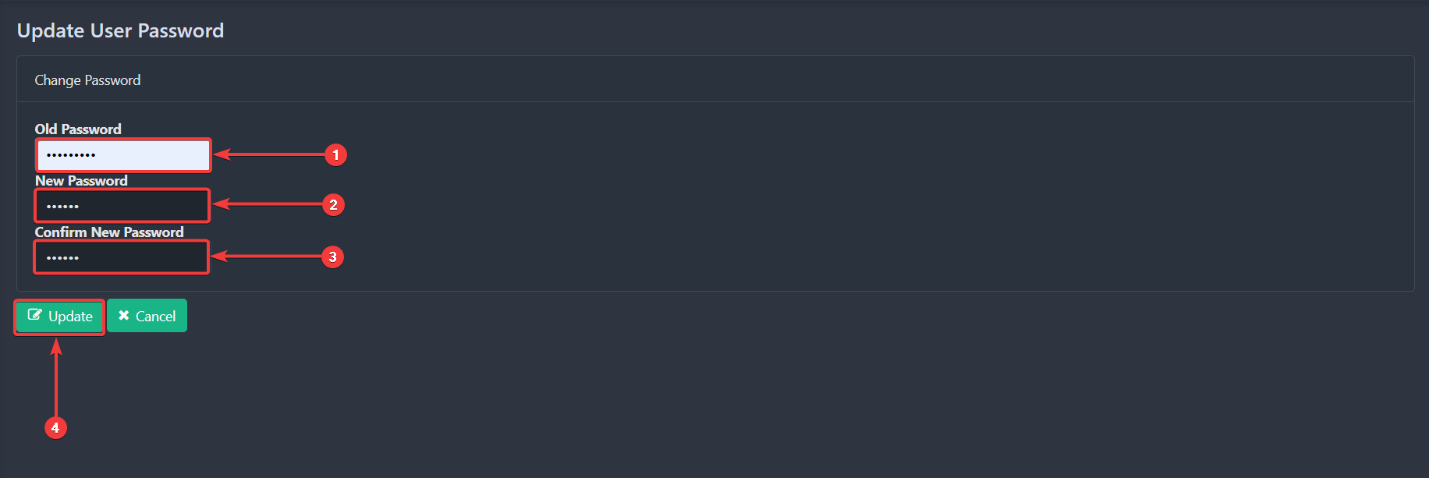 Update User Password
Change Password
Old Password
••••••••• 1
New Password
•••••• 2
Confirm New Password
•••••• 3
Update Cancel
4